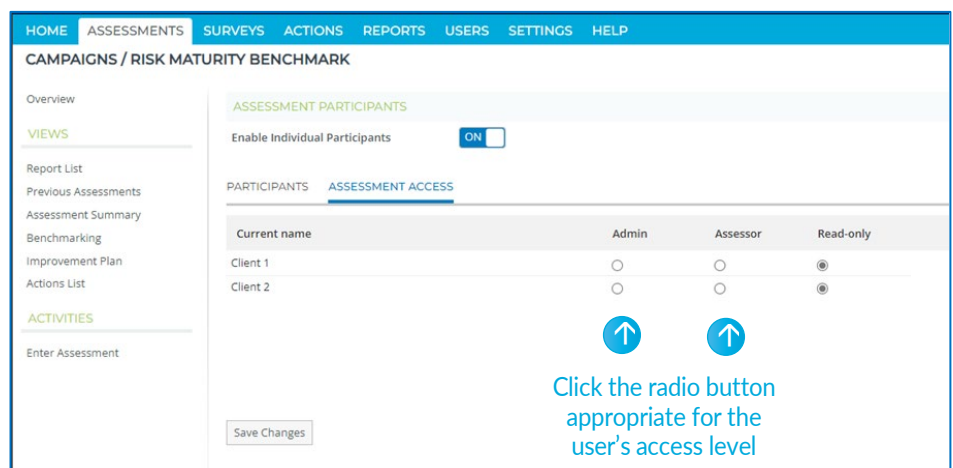 HOME ASSESSMENTS SURVEYS ACTIONS REPORTS USERS SETTINGS HELP
CAMPAIGNS / RISK MATURITY BENCHMARK
Overview
VIEWS
Report List
Previous Assessments
Assessment Summary
Benchmarking
Improvement Plan
Actions List
ACTIVITIES
Enter Assessment
ASSESSMENT PARTICIPANTS
Enable Individual Participants ON
PARTICIPANTS ASSESSMENT ACCESS
Current name Admin Assessor Read-only
Client 1
Client 2
Click the radio button
appropriate for the
user’s access level
Save Changes